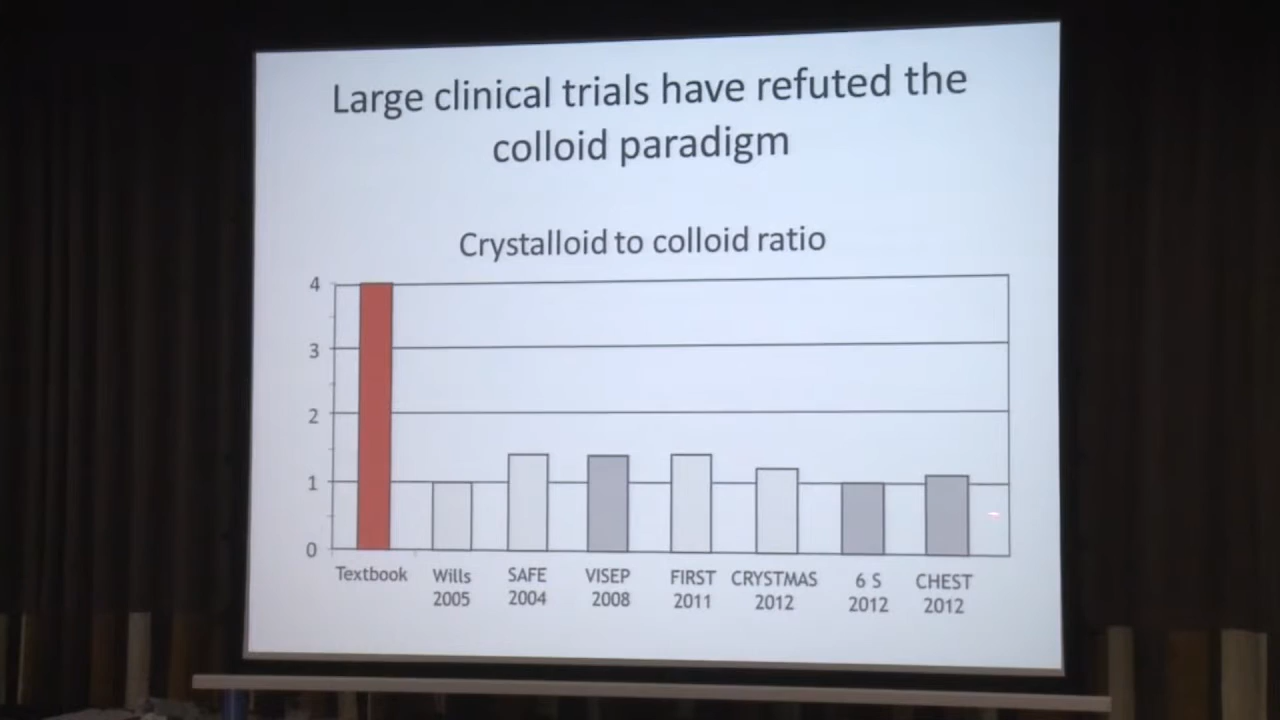 Large clinical trials have refuted the
colloid paradigm
Crystalloid to colloid ratio
4
3
2
1
0
Textbook
Wills
2005
SAFE
2004
VISEP
2008
FIRST
2011
CRYSTMAS
2012
6 S
2012
CHEST
2012